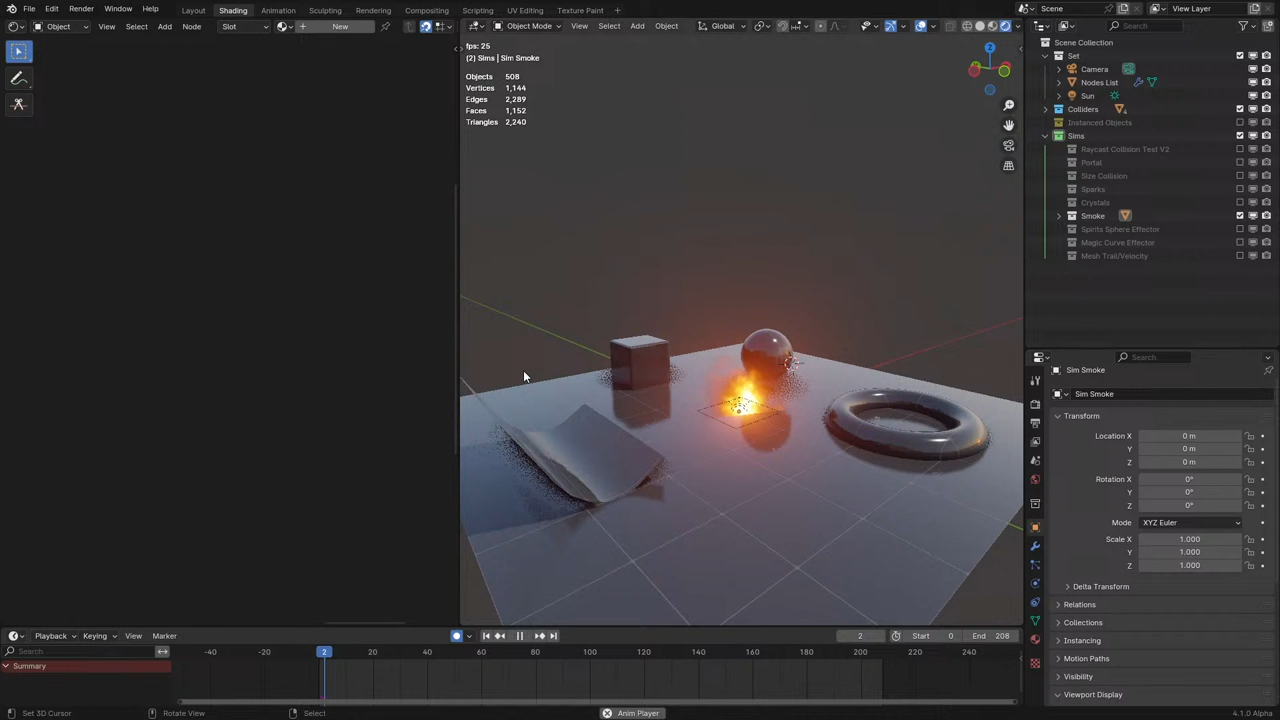 File Edit Render Window Help
Layout Shading Animation Sculpting Rigging Rendering Compositing Scripting UV Editing Texture Paint +
Scene
View Layer
Object View Select Add Node Slot New
Object Mode View Select Add Object Global
Search
fps: 25
(2) Sims | Sim Smoke
Objects 508
Vertices 1,144
Edges 2,289
Faces 1,152
Triangles 2,240
Z
Scene Collection
Set
Camera
Nodes List
Sun
Colliders
Instanced Objects
Sims
Raycast Collision Test V2
Portal
Size Collision
Sparks
Crystals
Smoke
Spirits Sphere Effector
Magic Curve Effector
Mesh Trail/Velocity
Search
Sim Smoke
Sim Smoke
Transform
Location X 0 m
Y 0 m
Z 0 m
Rotation X 0°
Y 0°
Z 0°
Mode XYZ Euler
Scale X 1.000
Y 1.000
Z 1.000
Delta Transform
Relations
Collections
Instancing
Motion Paths
Visibility
Viewport Display
Playback Keying View Marker
2 Start 0 End 208
Search
-40 -20 2 20 40 60 80 100 120 140 160 180 200 220 240
Summary
Set 3D Cursor Rotate View Select Anim Player 4.1.0 Alpha